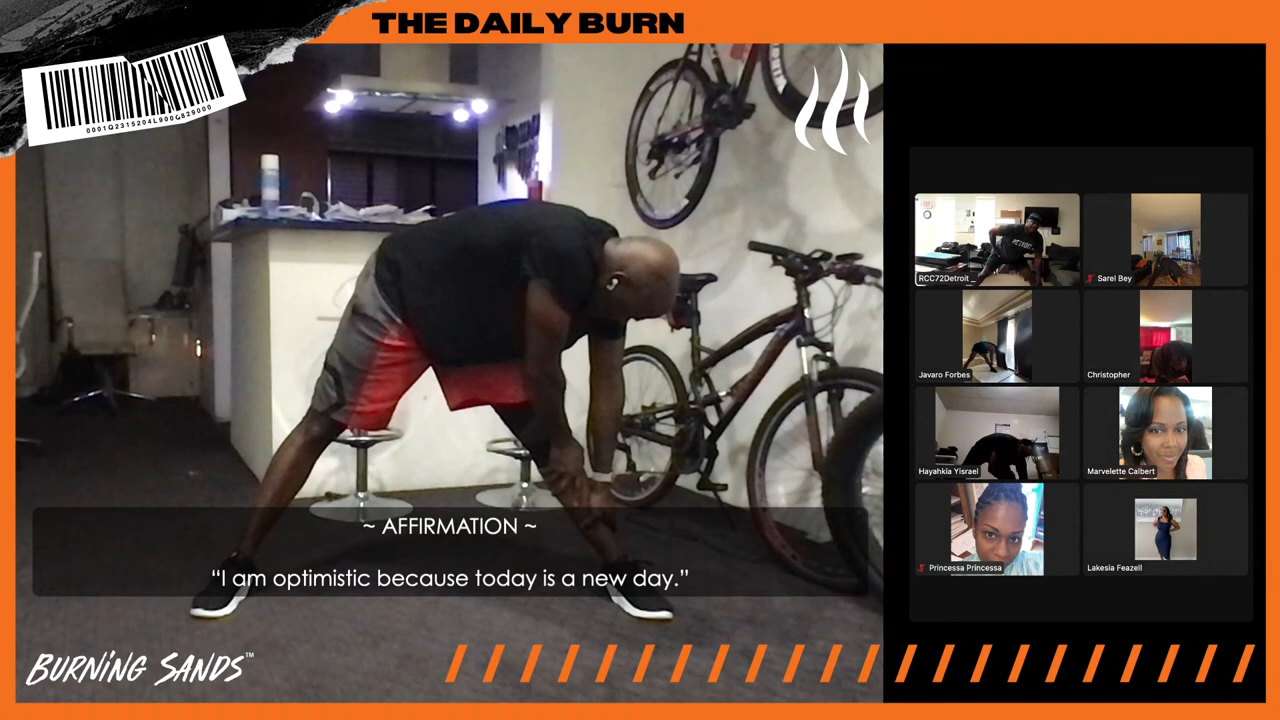 THE DAILY BURN
RCC72Detroit _
Sarel Bey
Javaro Forbes
Christopher
Hayahkia Yisrael
Marvelette Calbert
Princessa Princessa
Lakesia Feazell
~ AFFIRMATION ~
“I am optimistic because today is a new day.”
BURNiNG SANDS™